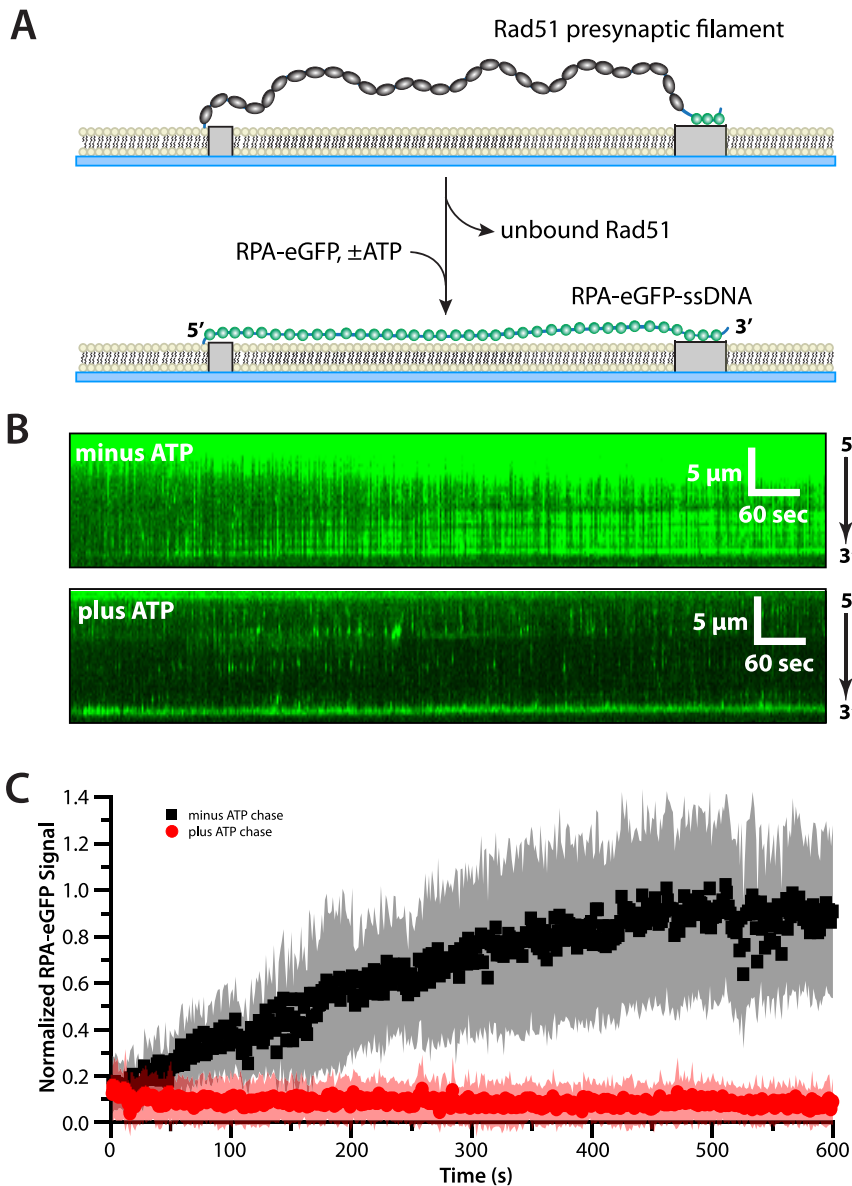 A
Rad51 presynaptic filament
unbound Rad51
RPA-eGFP, ±ATP
RPA-eGFP-ssDNA
5′
3′
B
minus ATP
5 μm
60 sec
5
3
plus ATP
5 μm
60 sec
5
3
C
1.4
1.2
1.0
0.8
0.6
0.4
0.2
0.0
Normalized RPA-eGFP Signal
minus ATP chase
plus ATP chase
0 100 200 300 400 500 600
Time (s)